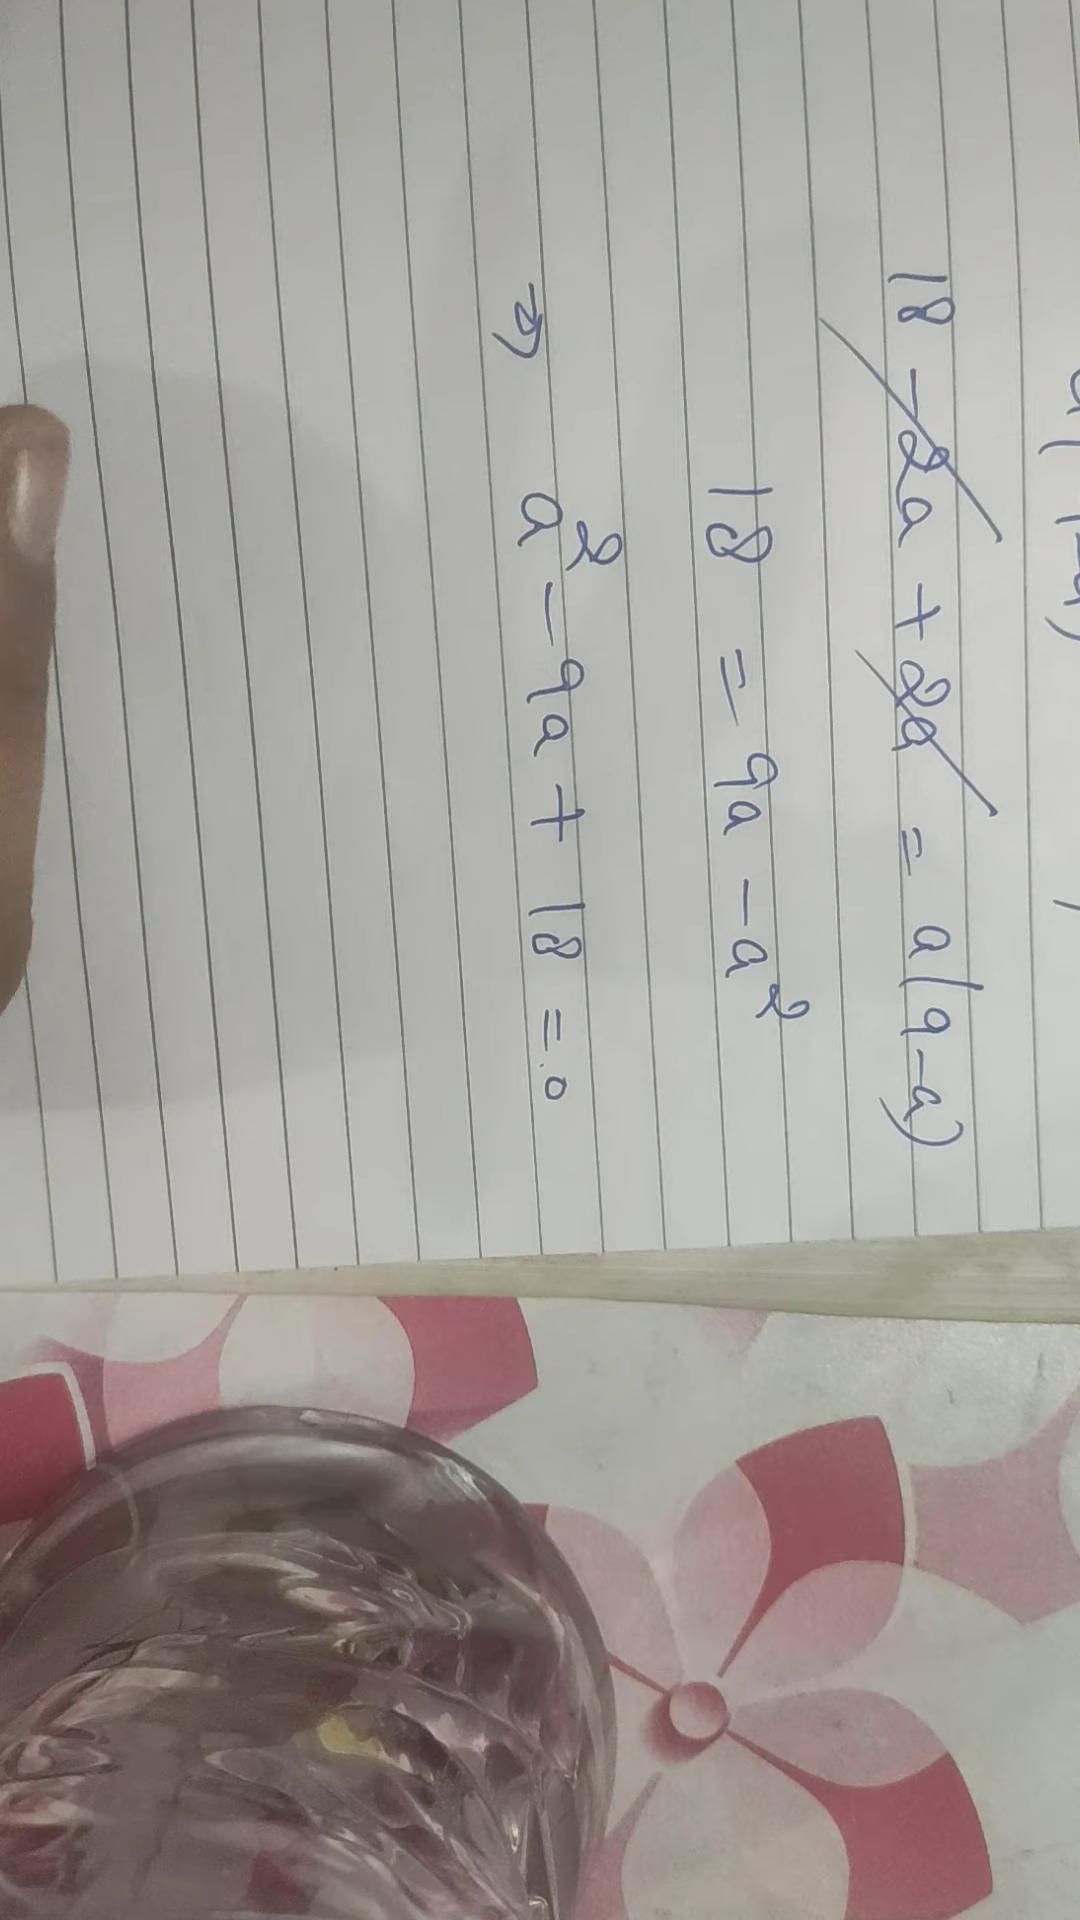 18 - 2a + 2a = a(9-a)
18 = 9a - a²
⇒ a² - 9a + 18 = 0